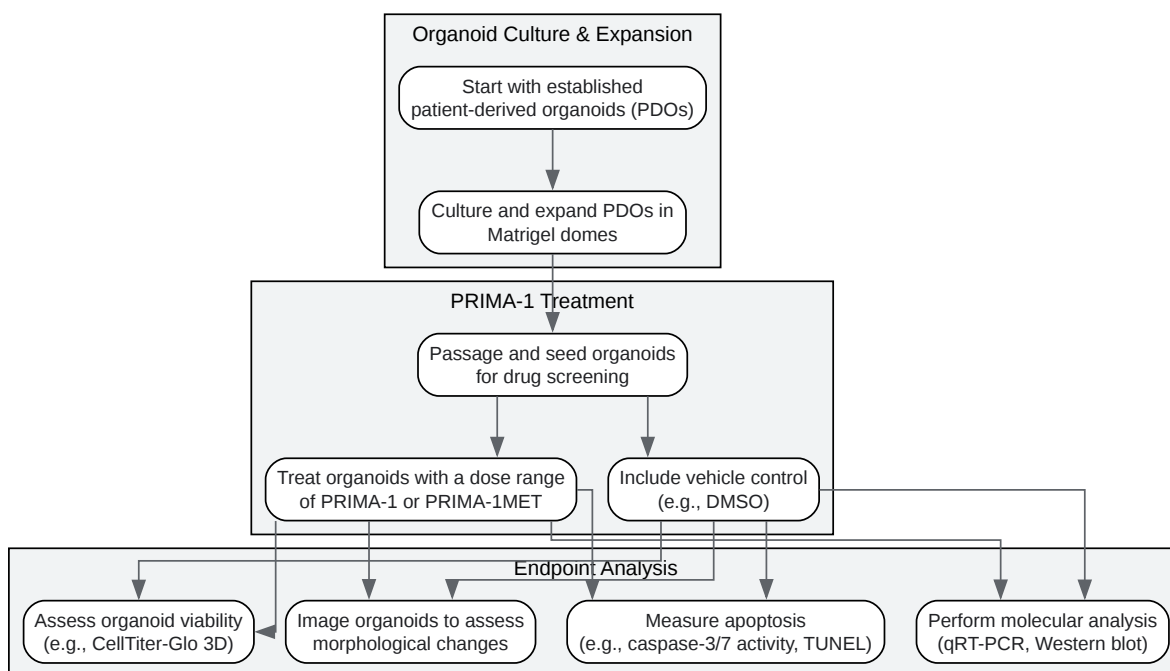 Organoid Culture & Expansion
Start with established
patient-derived organoids (PDOs)
Culture and expand PDOs in
Matrigel domes
PRIMA-1 Treatment
Passage and seed organoids
for drug screening
Treat organoids with a dose range
of PRIMA-1 or PRIMA-1MET
Include vehicle control
(e.g., DMSO)
Endpoint Analysis
Assess organoid viability
(e.g., CellTiter-Glo 3D)
Image organoids to assess
morphological changes
Measure apoptosis
(e.g., caspase-3/7 activity, TUNEL)
Perform molecular analysis
(qRT-PCR, Western blot)